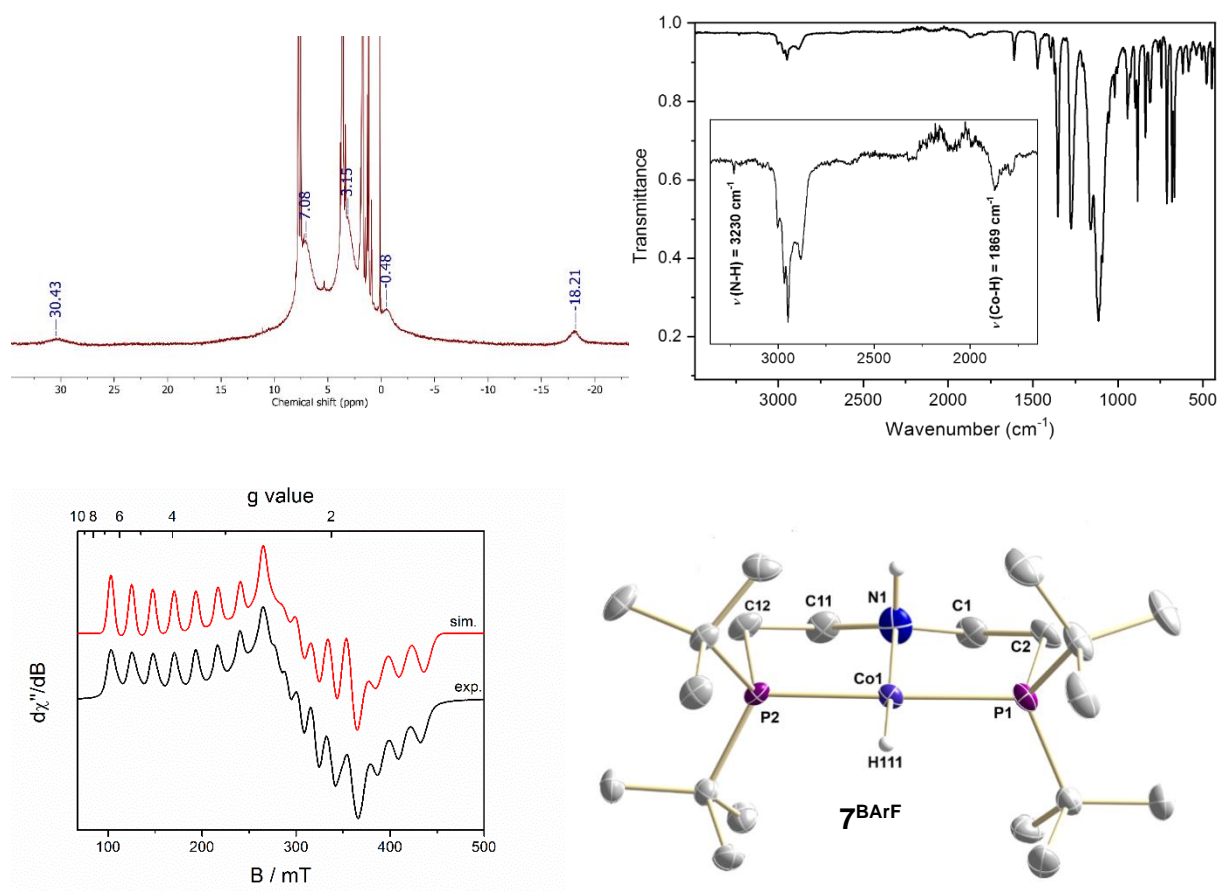 30.43
7.08
3.15
-0.48
-18.21
30 25 20 15 10 5 0 -5 -10 -15 -20
Chemical shift (ppm)
1.0
0.8
0.6
0.4
0.2
Transmittance
ν (N-H) = 3230 cm⁻¹
ν (Co-H) = 1869 cm⁻¹
3000 2500 2000
3000 2500 2000 1500 1000 500
Wavenumber (cm⁻¹)
g value
10 8 6 4 2
dχ"/dB
sim.
exp.
100 200 300 400 500
B / mT
N1
C12 C11 C1
C2
Co1
P2 P1
H111
7ᴮᴬʳᶠ